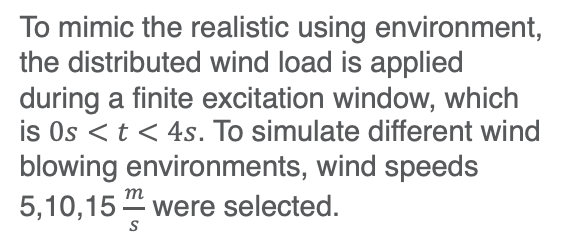 To mimic the realistic using environment,
the distributed wind load is applied
during a finite excitation window, which
is 0s < t < 4s. To simulate different wind
blowing environments, wind speeds
5,10,15 m/s were selected.